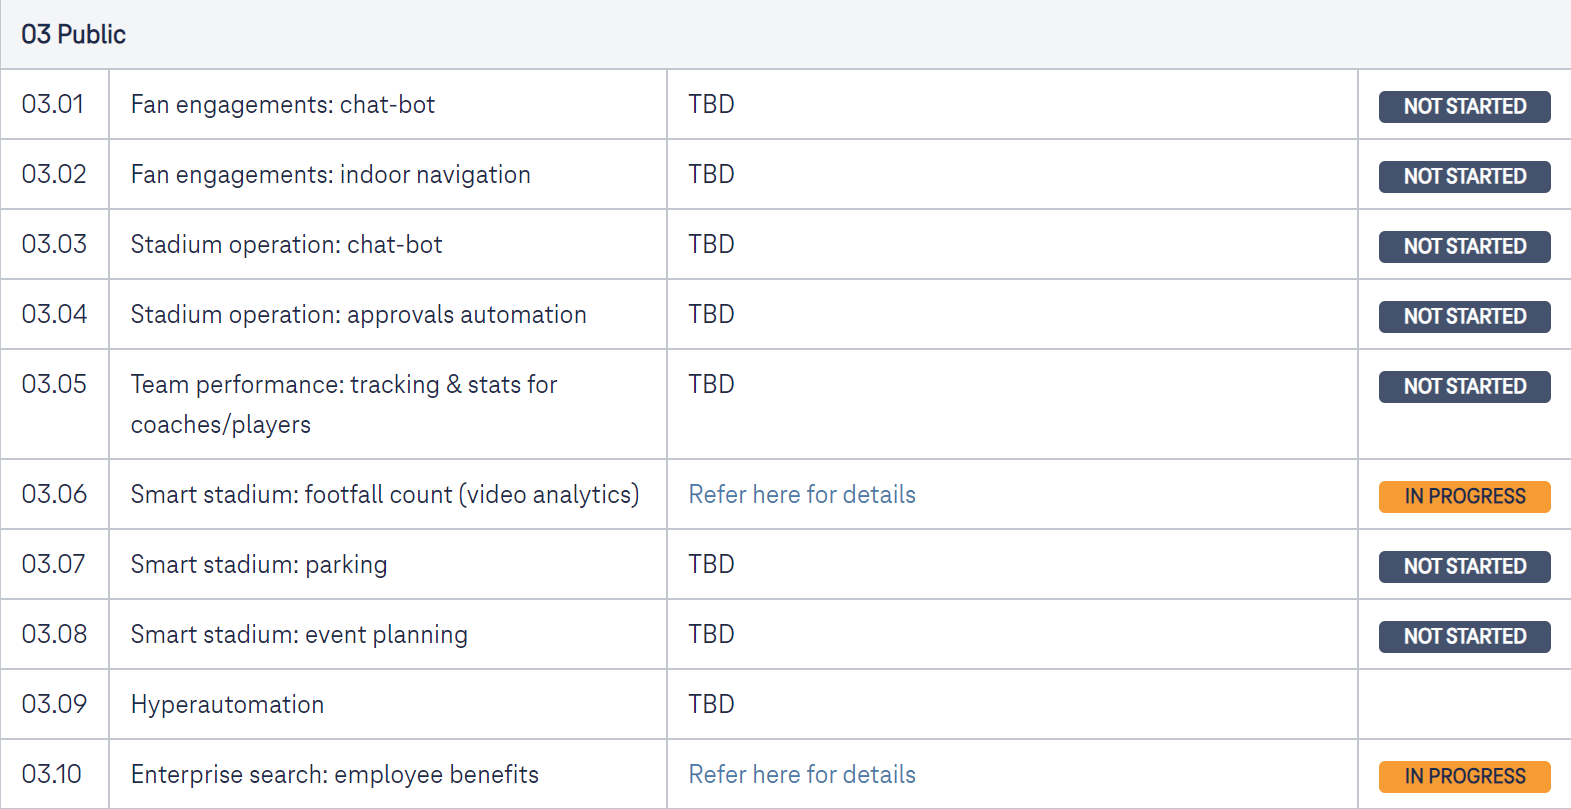 03 Public
03.01 Fan engagements: chat-bot TBD NOT STARTED
03.02 Fan engagements: indoor navigation TBD NOT STARTED
03.03 Stadium operation: chat-bot TBD NOT STARTED
03.04 Stadium operation: approvals automation TBD NOT STARTED
03.05 Team performance: tracking & stats for TBD NOT STARTED
coaches/players
03.06 Smart stadium: footfall count (video analytics) Refer here for details IN PROGRESS
03.07 Smart stadium: parking TBD NOT STARTED
03.08 Smart stadium: event planning TBD NOT STARTED
03.09 Hyperautomation TBD
03.10 Enterprise search: employee benefits Refer here for details IN PROGRESS